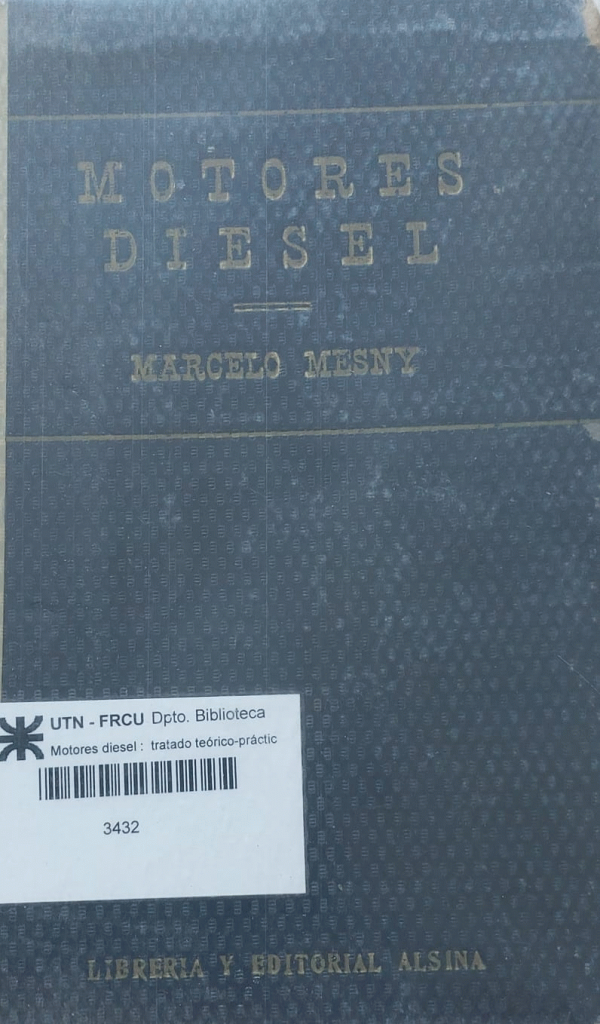 MOTORES
DIESEL
MARCELO MESNY
UTN - FRCU Dpto. Biblioteca
Motores diesel : tratado teórico-práctic
3432
LIBRERIA Y EDITORIAL ALSINA